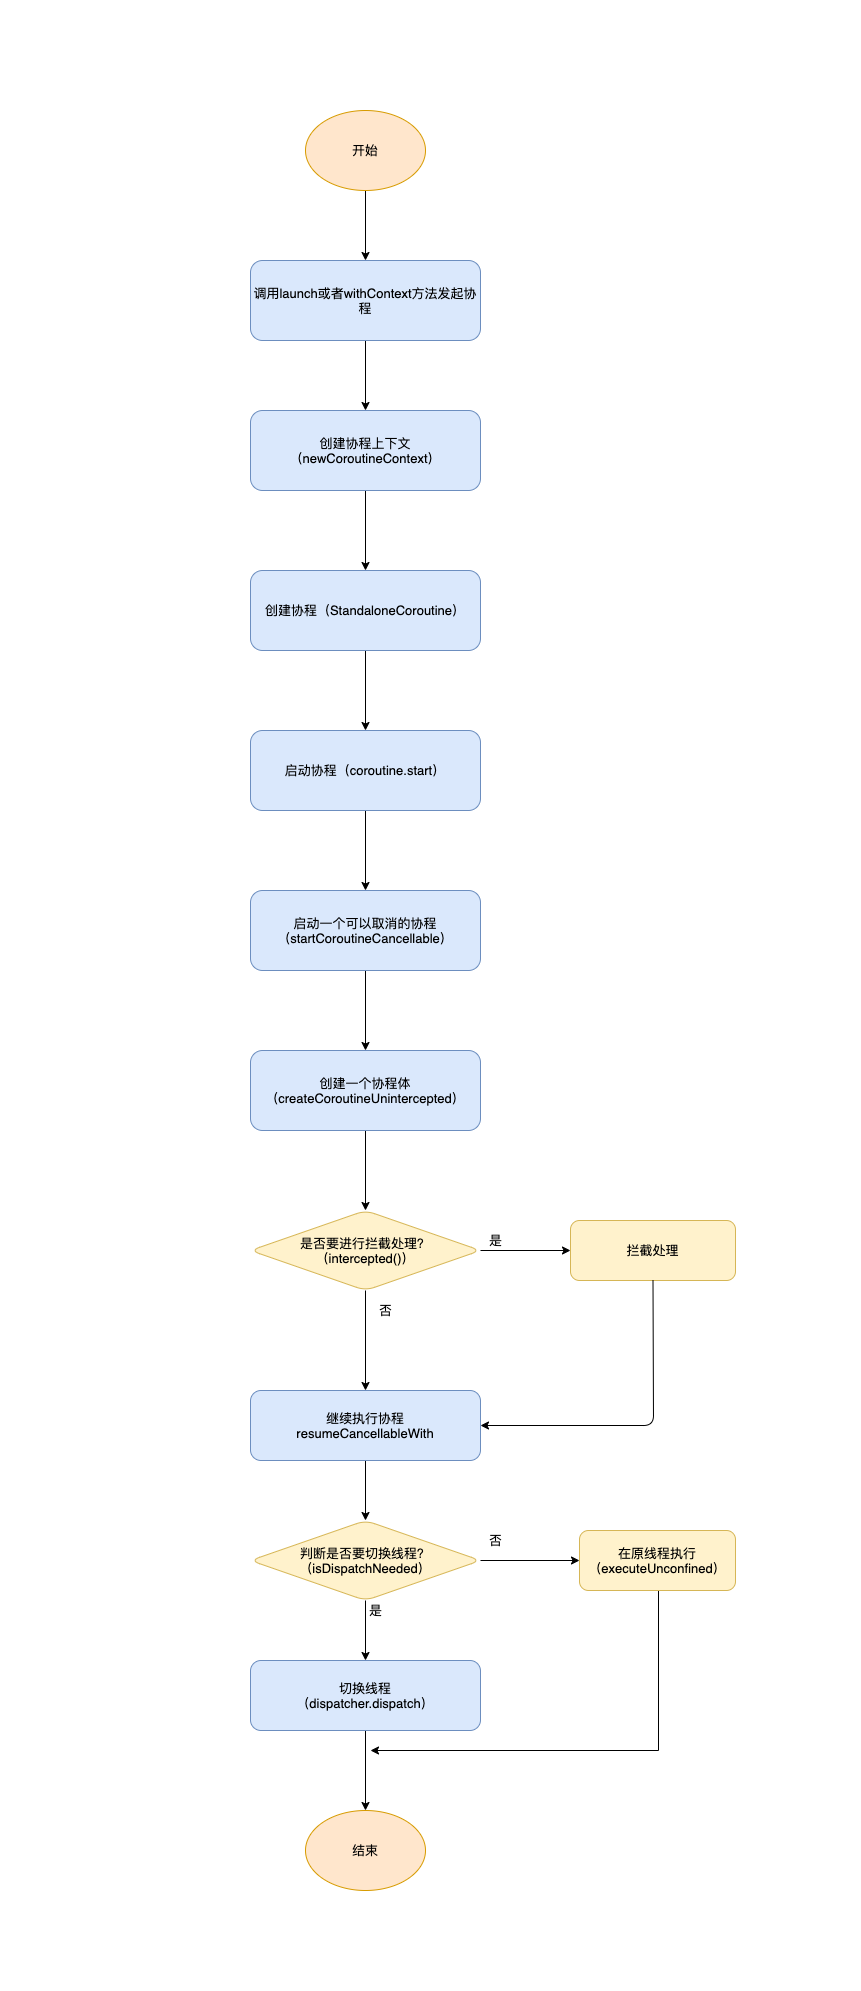 开始
调用launch或者withContext方法发起协
程
创建协程上下文
（newCoroutineContext）
创建协程（StandaloneCoroutine）
启动协程（coroutine.start）
启动一个可以取消的协程
（startCoroutineCancellable）
创建一个协程体
（createCoroutineUnintercepted）
是否要进行拦截处理？
（intercepted()）
是
拦截处理
否
继续执行协程
resumeCancellableWith
判断是否要切换线程？
（isDispatchNeeded）
否
在原线程执行
（executeUnconfined）
是
切换线程
（dispatcher.dispatch）
结束